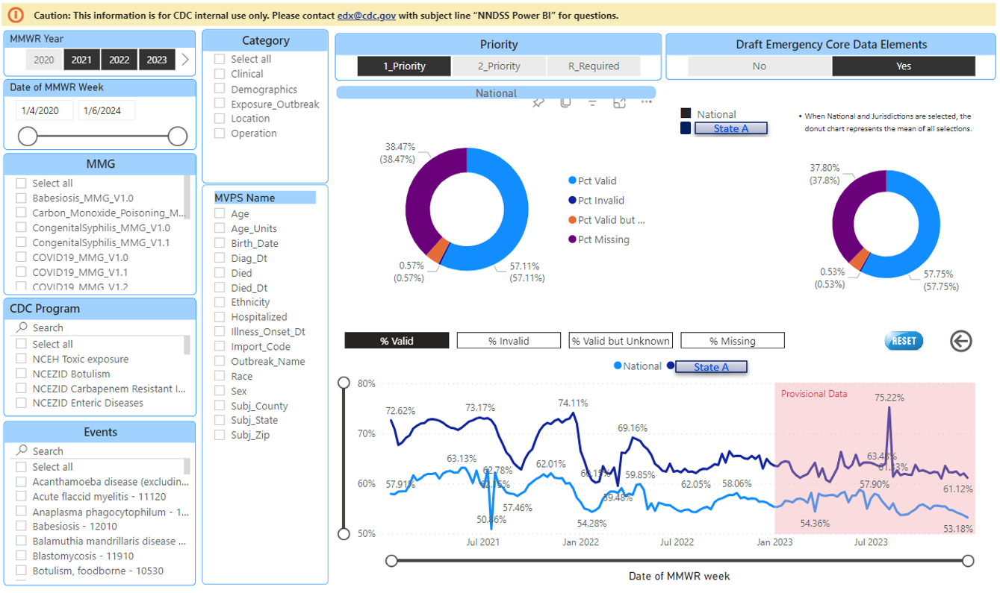 Caution: This information is for CDC internal use only. Please contact edx@cdc.gov with subject line “NNDSS Power BI” for questions.
MMWR Year
2020 2021 2022 2023
Date of MMWR Week
1/4/2020 1/6/2024
MMG
Select all
Babesiosis_MMG_V1.0
Carbon_Monoxide_Poisoning_M...
CongenitalSyphilis_MMG_V1.0
CongenitalSyphilis_MMG_V1.1
COVID19_MMG_V1.0
COVID19_MMG_V1.1
COVID19_MMG_V1.2
CDC Program
Search
Select all
NCEH Toxic exposure
NCEZID Botulism
NCEZID Carbapenem Resistant I...
NCEZID Enteric Diseases
Events
Search
Select all
Acanthamoeba disease (excludin...
Acute flaccid myelitis - 11120
Anaplasma phagocytophilum - 1...
Babesiosis - 12010
Balamuthia mandrillaris disease ...
Blastomycosis - 11910
Botulism, foodborne - 10530
Category
Select all
Clinical
Demographics
Exposure_Outbreak
Location
Operation
MVPS Name
Age
Age_Units
Birth_Date
Diag_Dt
Died
Died_Dt
Ethnicity
Hospitalized
Illness_Onset_Dt
Import_Code
Outbreak_Name
Race
Sex
Subj_County
Subj_State
Subj_Zip
Priority
1_Priority 2_Priority R_Required
Draft Emergency Core Data Elements
No Yes
National
38.47%
(38.47%)
0.57%
(0.57%)
57.11%
(57.11%)
Pct Valid
Pct Invalid
Pct Valid but ...
Pct Missing
National
State A
• When National and Jurisdictions are selected, the
donut chart represents the mean of all selections.
37.80%
(37.8%)
0.53%
(0.53%)
57.75%
(57.75%)
% Valid % Invalid % Valid but Unknown % Missing
RESET
National State A
80%
70%
60%
50%
Provisional Data
72.62%
73.17%
74.11%
69.16%
75.22%
63.13%
62.78%
62.01%
59.85%
57.91%
57.46%
50.86%
54.28%
59.48%
62.05%
58.06%
54.36%
57.90%
61.12%
53.18%
Jul 2021 Jan 2022 Jul 2022 Jan 2023 Jul 2023
Date of MMWR week